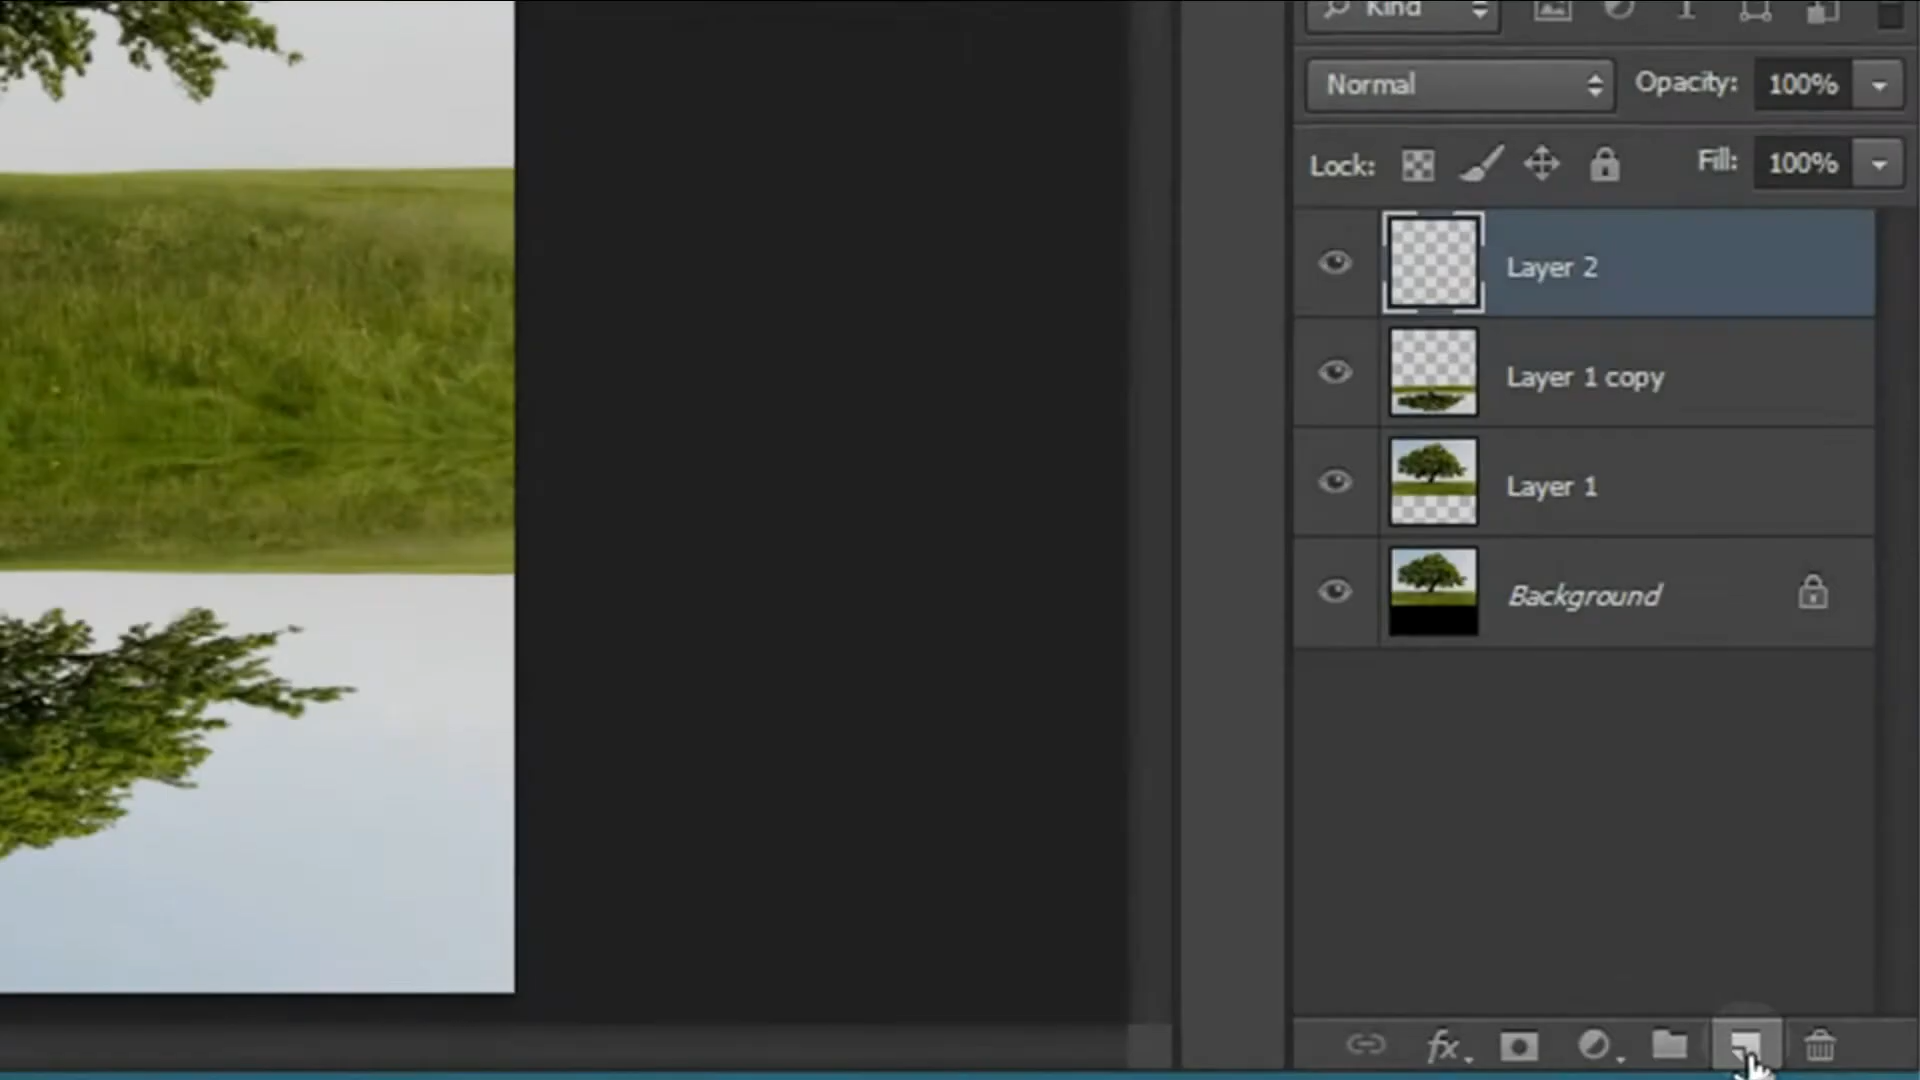 Kind
Normal Opacity: 100%
Lock: Fill: 100%
Layer 2
Layer 1 copy
Layer 1
Background
fx